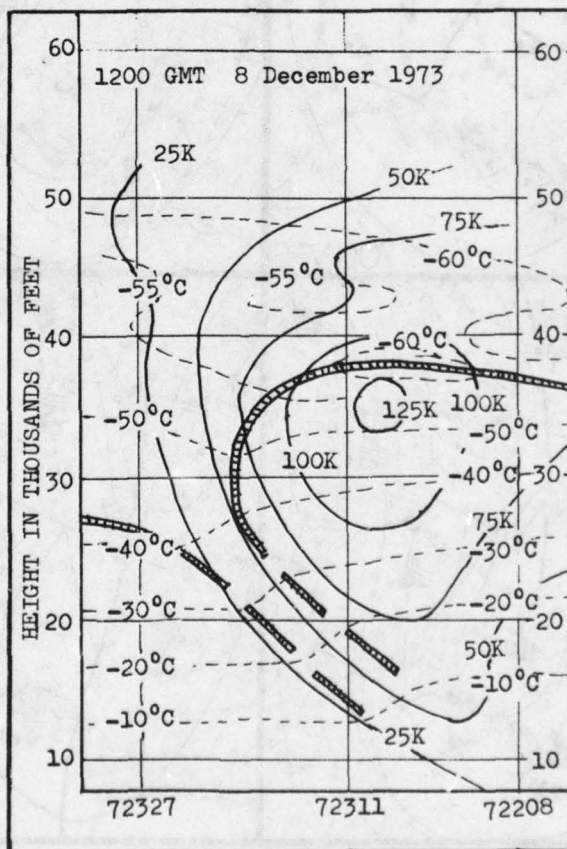 60 60
1200 GMT 8 December 1973
25K
50K
50 50
75K
-60°C
-55°C -55°C
40 -60°C 40
125K 100K
-50°C -50°C
100K
30 -40°C 30
75K
-40°C -30°C
-30°C 20 -20°C 20
50K
-20°C -10°C
-10°C
25K
10 10
72327 72311 72208
HEIGHT IN THOUSANDS OF FEET